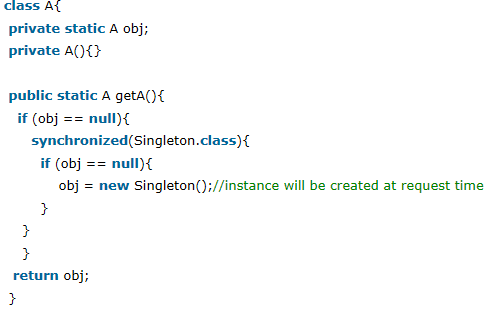 class A{
private static A obj;
private A(){}
public static A getA(){
if (obj == null){
synchronized(Singleton.class){
if (obj == null){
obj = new Singleton();//instance will be created at request time
}
}
}
return obj;
}